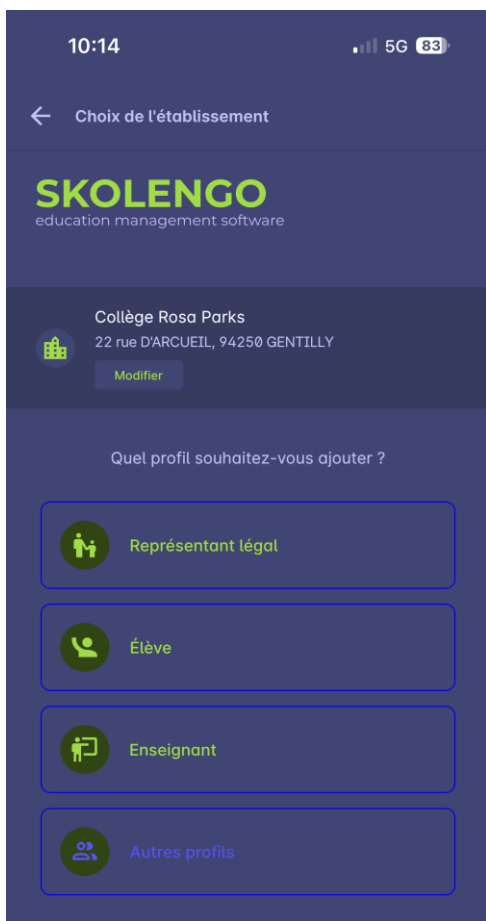 10:14
5G 83
Choix de l'établissement
SKOLENGO
education management software
Collège Rosa Parks
22 rue D'ARCUEIL, 94250 GENTILLY
Modifier
Quel profil souhaitez-vous ajouter ?
Représentant légal
Élève
Enseignant
Autres profils